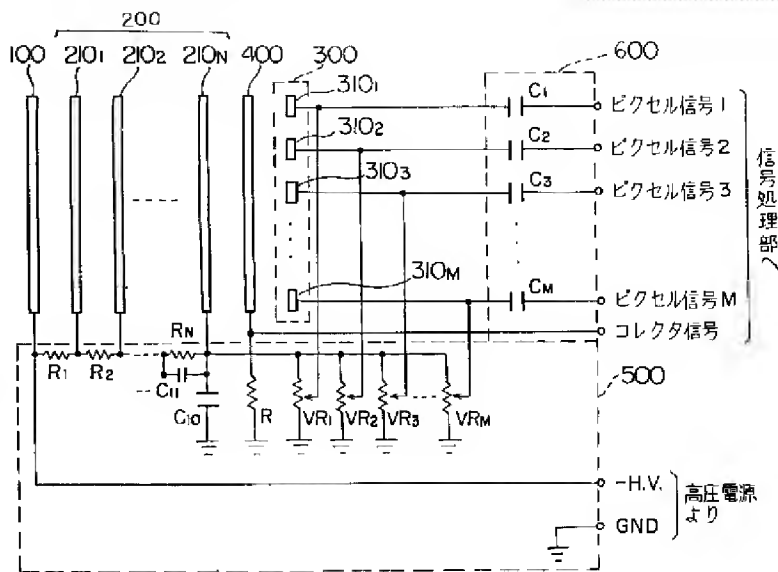 200
600
100 210₁ 210₂ 210N 400 300
310₁ C₁ ピクセル信号1
310₂ C₂ ピクセル信号2
310₃ C₃ ピクセル信号3
310M CM ピクセル信号M
コレクタ信号
信号処理部へ
RN
500
R₁ R₂ C₁₁
C₁₀ R VR₁ VR₂ VR₃ VRM
-H.V.
GND
高圧電源
より